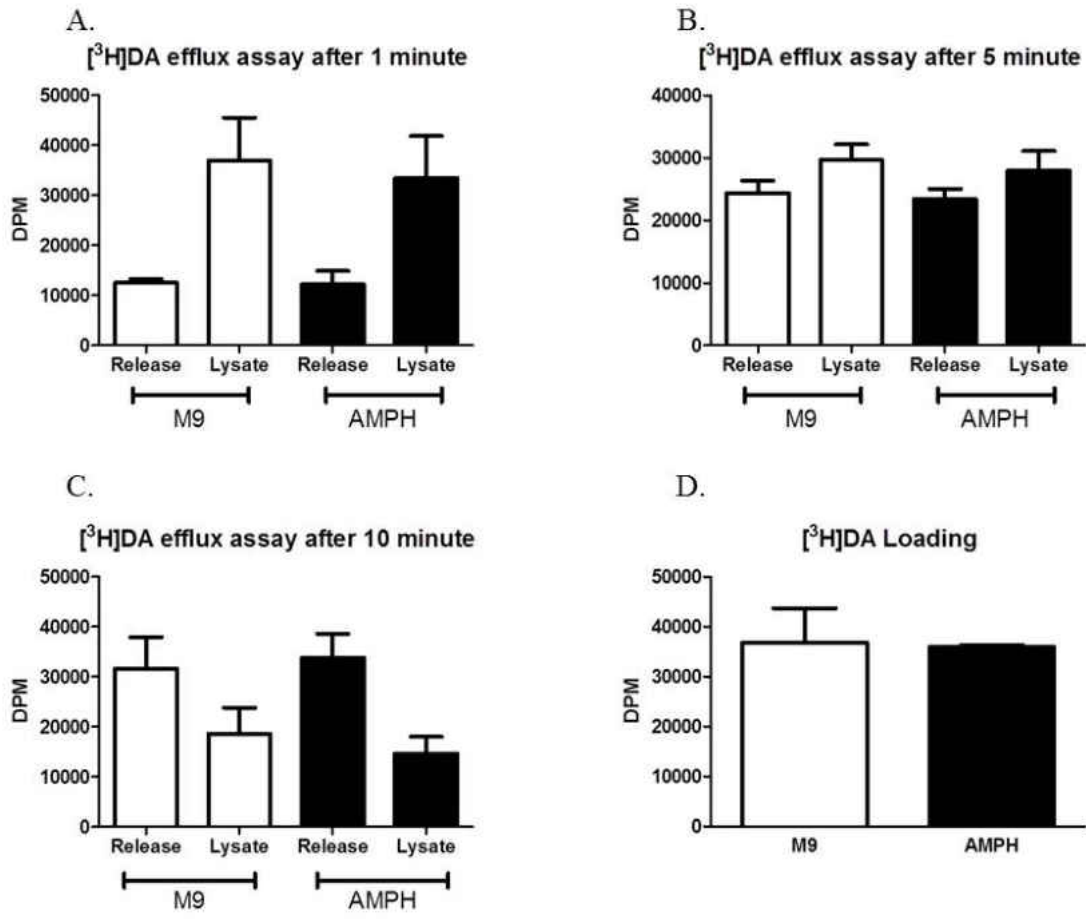 A.
[³H]DA efflux assay after 1 minute
50000
40000
30000
20000
10000
0
DPM
Release Lysate Release Lysate
M9 AMPH
B.
[³H]DA efflux assay after 5 minute
40000
30000
20000
10000
0
DPM
Release Lysate Release Lysate
M9 AMPH
C.
[³H]DA efflux assay after 10 minute
50000
40000
30000
20000
10000
0
DPM
Release Lysate Release Lysate
M9 AMPH
D.
[³H]DA Loading
50000
40000
30000
20000
10000
0
DPM
M9 AMPH